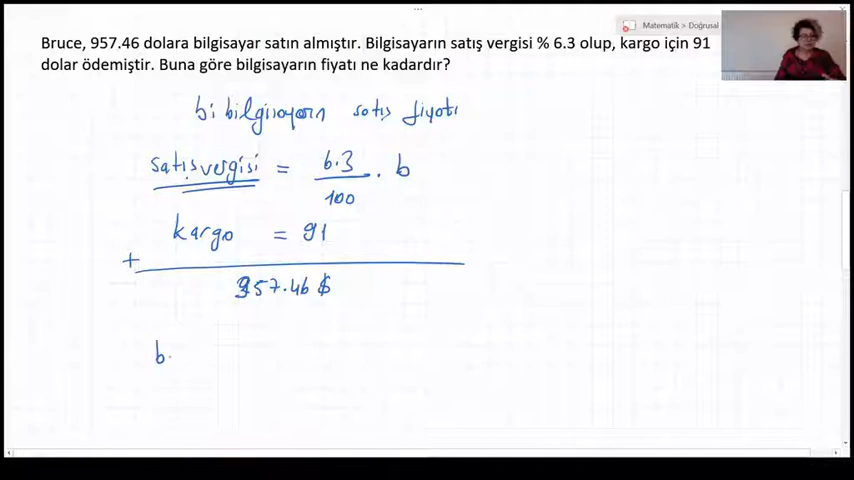 Matematik > Doğrusal
Bruce, 957.46 dolara bilgisayar satın almıştır. Bilgisayarın satış vergisi % 6.3 olup, kargo için 91
dolar ödemiştir. Buna göre bilgisayarın fiyatı ne kadardır?
b: bilgisayarın satış fiyatı
satış vergisi = 6.3 / 100 . b
kargo = 91
+
957.46 $
b